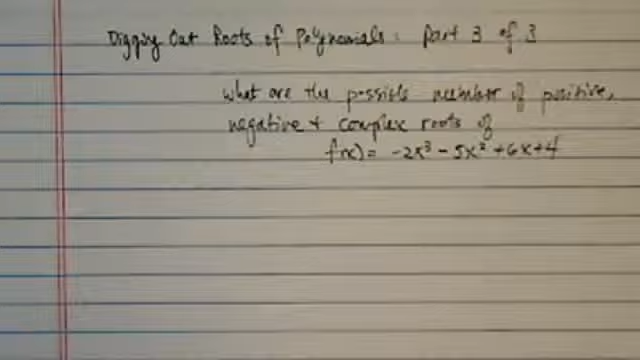 Digging Out Roots of Polynomials: Part 3 of 3
What are the possible number of positive,
negative + complex roots of
f(x) = -2x³ - 5x² + 6x + 4